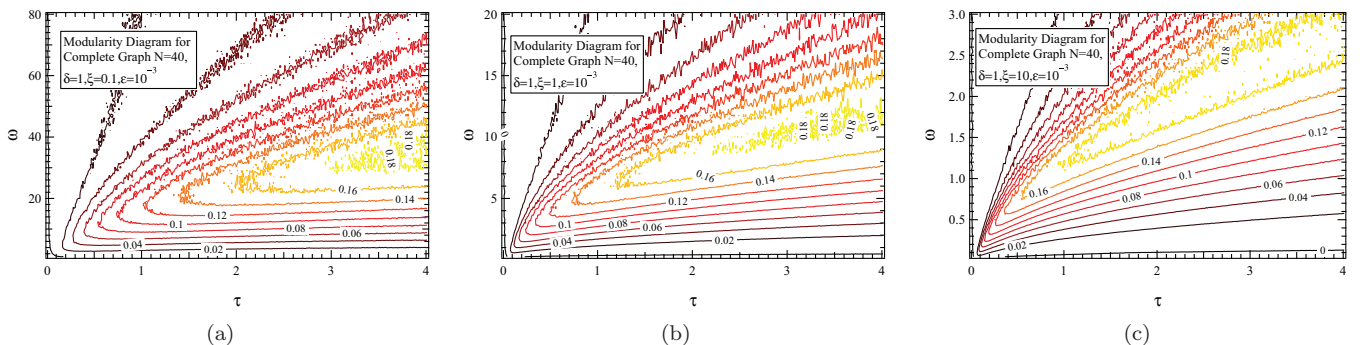 80
60
40
20
ω
Modularity Diagram for
Complete Graph N=40,
δ=1,ξ=0.1,ε=10⁻³
0.18
0.18
0.18
0.16
0.14
0.12
0.1
0.08
0.06
0.04
0.02
0 1 2 3 4
τ
(a)
20
15
10
5
ω
Modularity Diagram for
Complete Graph N=40,
δ=1,ξ=1,ε=10⁻³
0
0.18
0.18
0.18
0.16
0.18
0.16
0.14
0.12
0.1
0.08
0.06
0.04
0.02
0 1 2 3 4
τ
(b)
3.0
2.5
2.0
1.5
1.0
0.5
ω
Modularity Diagram for
Complete Graph N=40,
δ=1,ξ=10,ε=10⁻³
0.18
0.12
0.14
0.1
0.16
0.06
0.08
0.04
0.02
0
0 1 2 3 4
τ
(c)